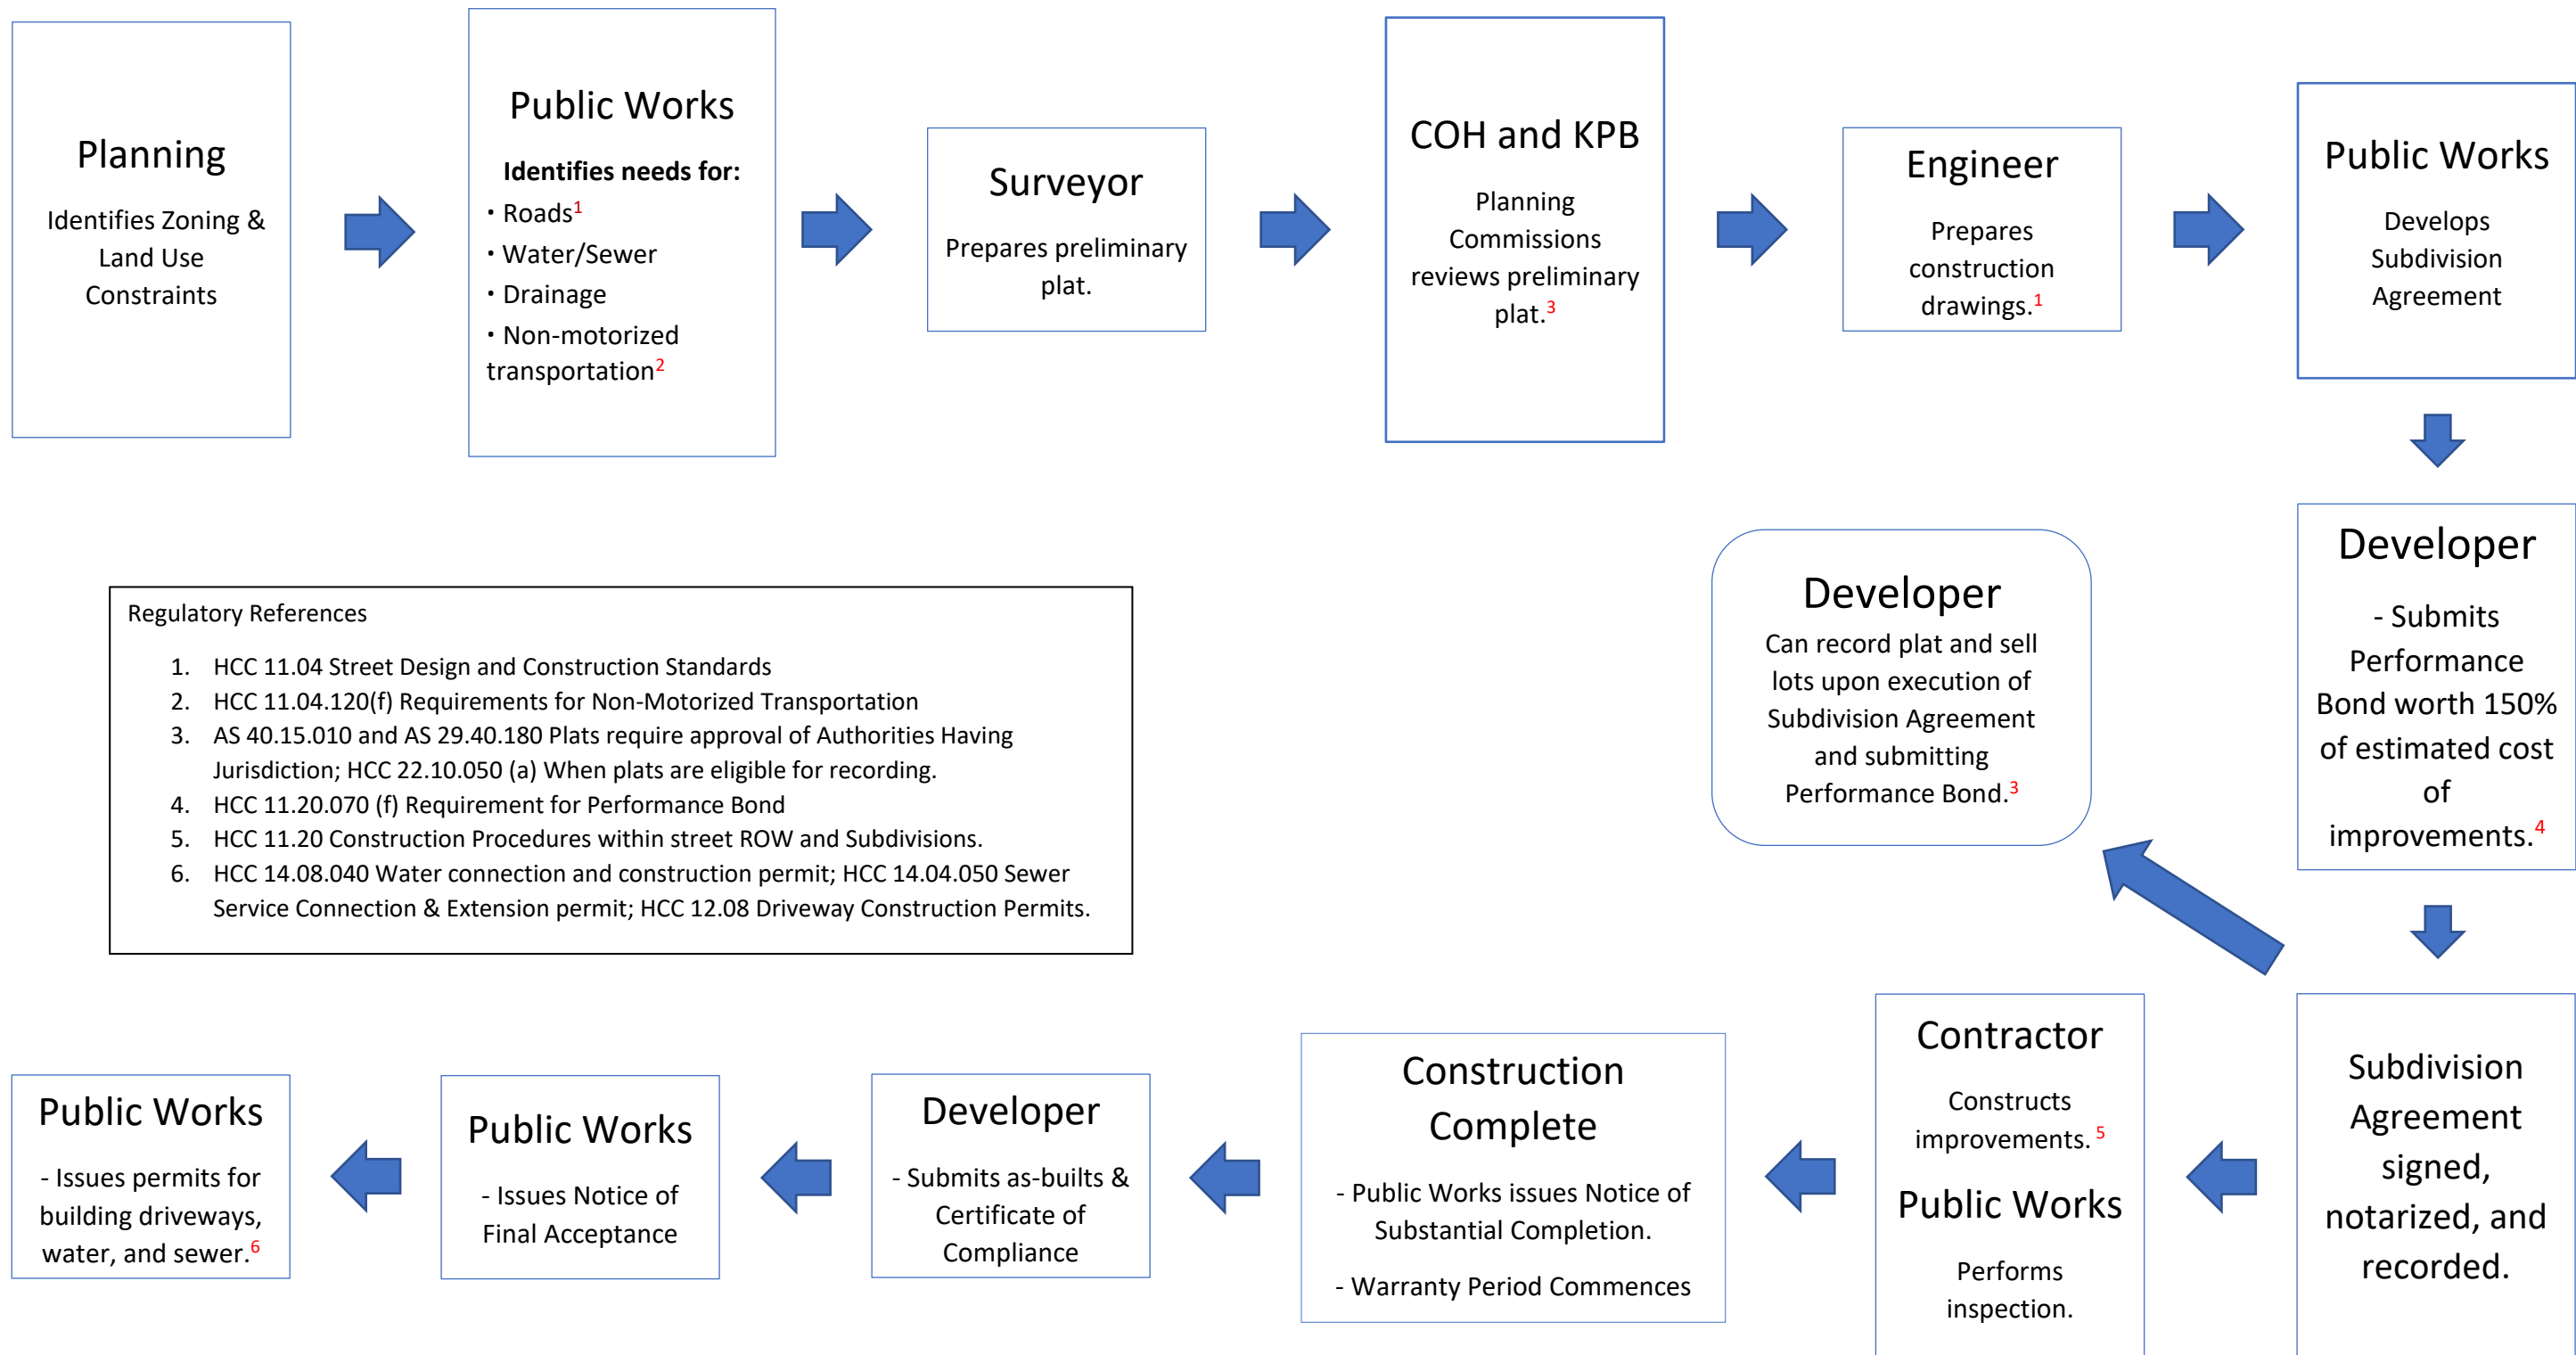 Planning
Identifies Zoning &
Land Use
Constraints
Public Works
Identifies needs for:
· Roads1
· Water/Sewer
· Drainage
· Non-motorized
transportation2
Surveyor
Prepares preliminary
plat.
COH and KPB
Planning
Commissions
reviews preliminary
plat.3
Engineer
Prepares
construction
drawings.1
Public Works
Develops
Subdivision
Agreement
Developer
- Submits
Performance
Bond worth 150%
of estimated cost
of
improvements.4
Developer
Can record plat and sell
lots upon execution of
Subdivision Agreement
and submitting
Performance Bond.3
Regulatory References
1. HCC 11.04 Street Design and Construction Standards
2. HCC 11.04.120(f) Requirements for Non-Motorized Transportation
3. AS 40.15.010 and AS 29.40.180 Plats require approval of Authorities Having
Jurisdiction; HCC 22.10.050 (a) When plats are eligible for recording.
4. HCC 11.20.070 (f) Requirement for Performance Bond
5. HCC 11.20 Construction Procedures within street ROW and Subdivisions.
6. HCC 14.08.040 Water connection and construction permit; HCC 14.04.050 Sewer
Service Connection & Extension permit; HCC 12.08 Driveway Construction Permits.
Subdivision
Agreement
signed,
notarized, and
recorded.
Contractor
Constructs
improvements. 5
Public Works
Performs
inspection.
Construction
Complete
- Public Works issues Notice of
Substantial Completion.
- Warranty Period Commences
Developer
- Submits as-builts &
Certificate of
Compliance
Public Works
- Issues Notice of
Final Acceptance
Public Works
- Issues permits for
building driveways,
water, and sewer.6